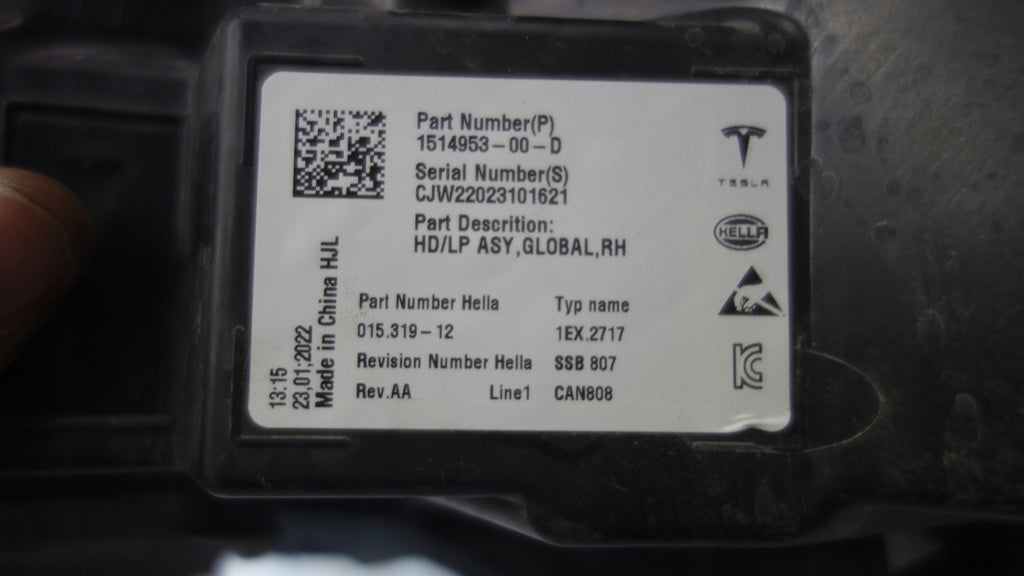 Part Number(P)
1514953-00-D
Serial Number(S)
CJW22023101621
Part Descrition:
HD/LP ASY,GLOBAL,RH
Part Number Hella
Typ name
015.319-12
1EX.2717
Revision Number Hella
SSB 807
Rev.AA
Line1
CAN808
13:15
23,01;2022
Made in China HJL
TESLA
HELLA
KC